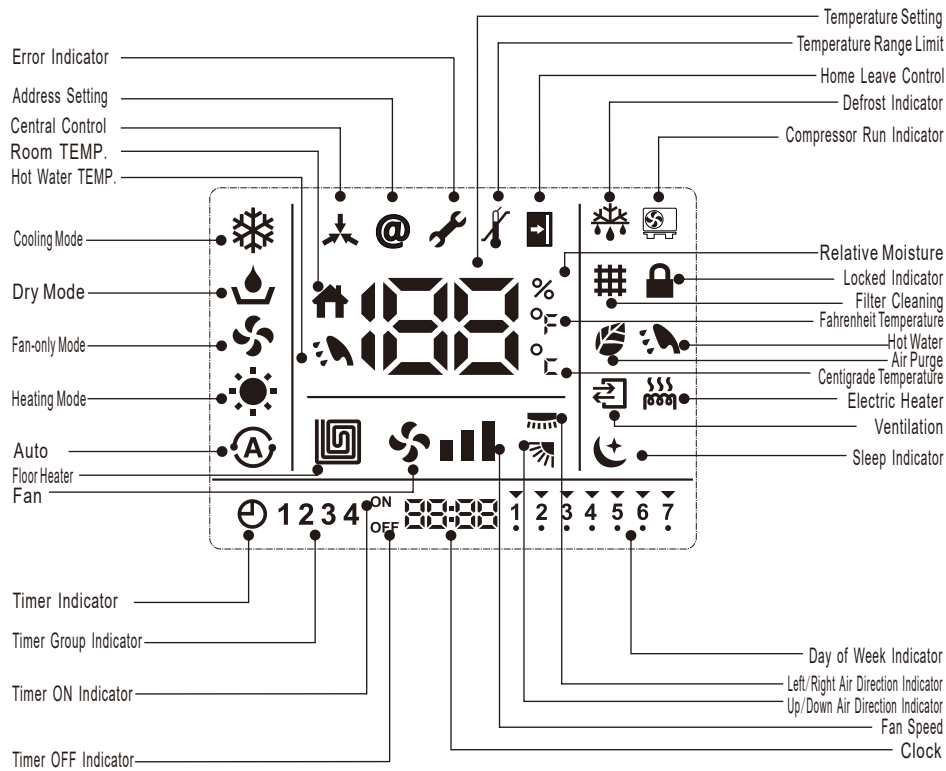 Temperature Setting
Temperature Range Limit
Home Leave Control
Defrost Indicator
Compressor Run Indicator
Error Indicator
Address Setting
Central Control
Room TEMP.
Hot Water TEMP.
Cooling Mode
Dry Mode
Fan-only Mode
Heating Mode
Auto
Floor Heater
Fan
@
188
%
°F
°C
A
Relative Moisture
Locked Indicator
Filter Cleaning
Fahrenheit Temperature
Hot Water
Air Purge
Centigrade Temperature
Electric Heater
Ventilation
Sleep Indicator
1 2 3 4 ON OFF 88:88 1 2 3 4 5 6 7
Timer Indicator
Timer Group Indicator
Timer ON Indicator
Timer OFF Indicator
Day of Week Indicator
Left/Right Air Direction Indicator
Up/Down Air Direction Indicator
Fan Speed
Clock